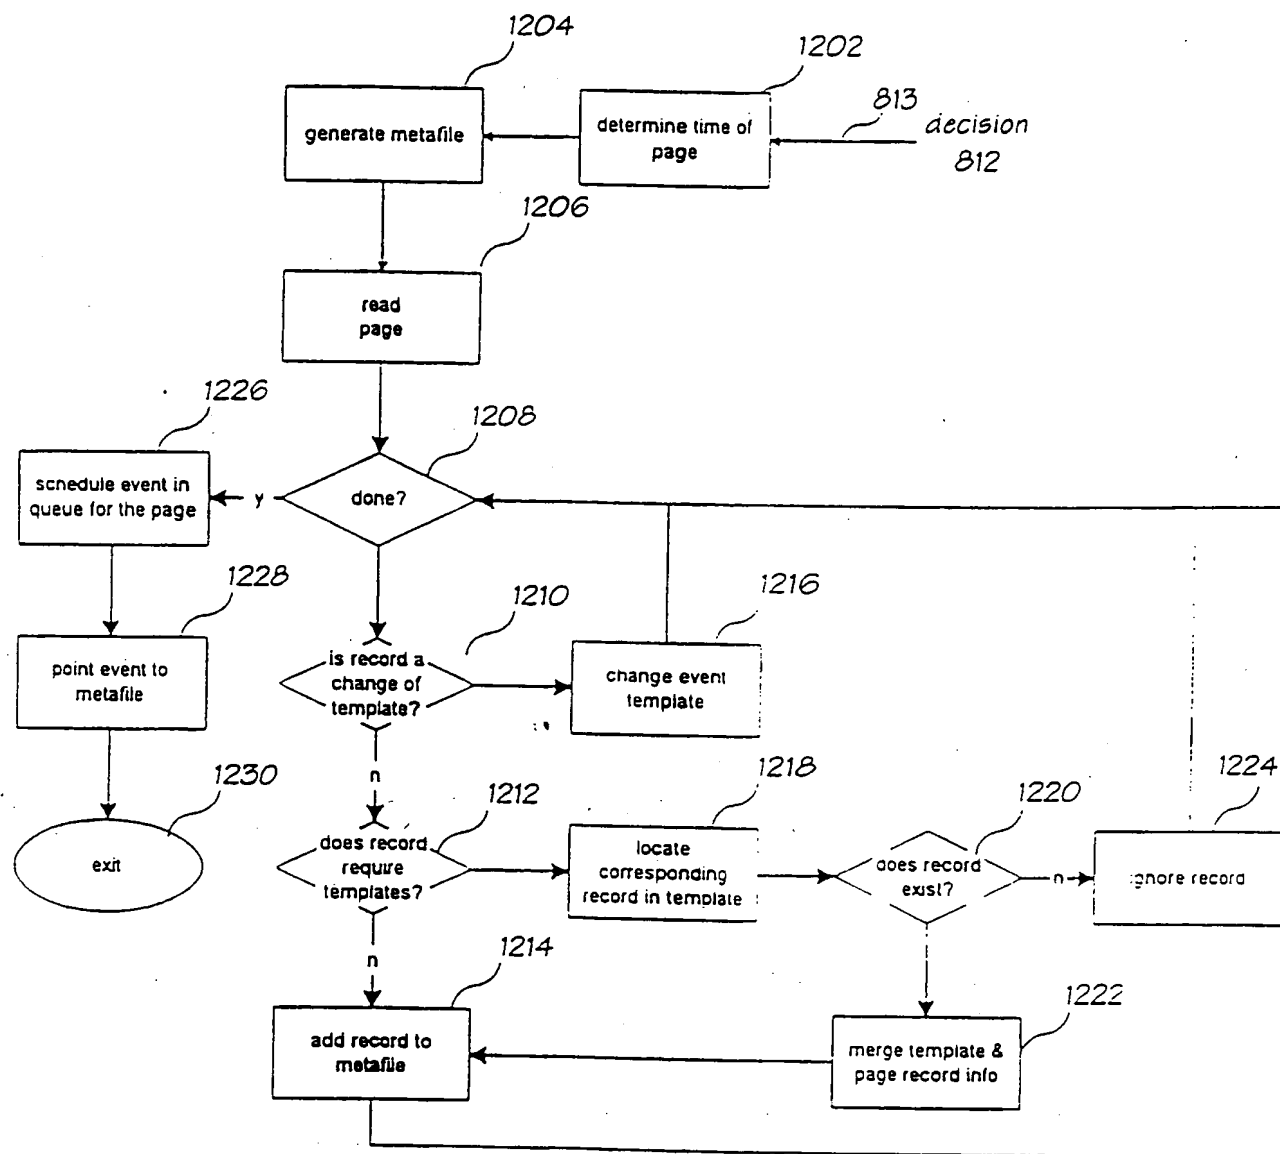 1204
1202
813
decision
812
generate metafile
determine time of
page
1206
read
page
1226
1208
scnedule event in
queue for the page
y
done?
1228
1210
1216
point event to
metafile
is record a
change of
template?
change event
template
n
1230
1212
1218
1220
1224
exit
does record
require
templates?
locate
corresponding
record in template
does record
exist?
n
ignore record
n
1214
1222
add record to
metafile
merge template &
page record info